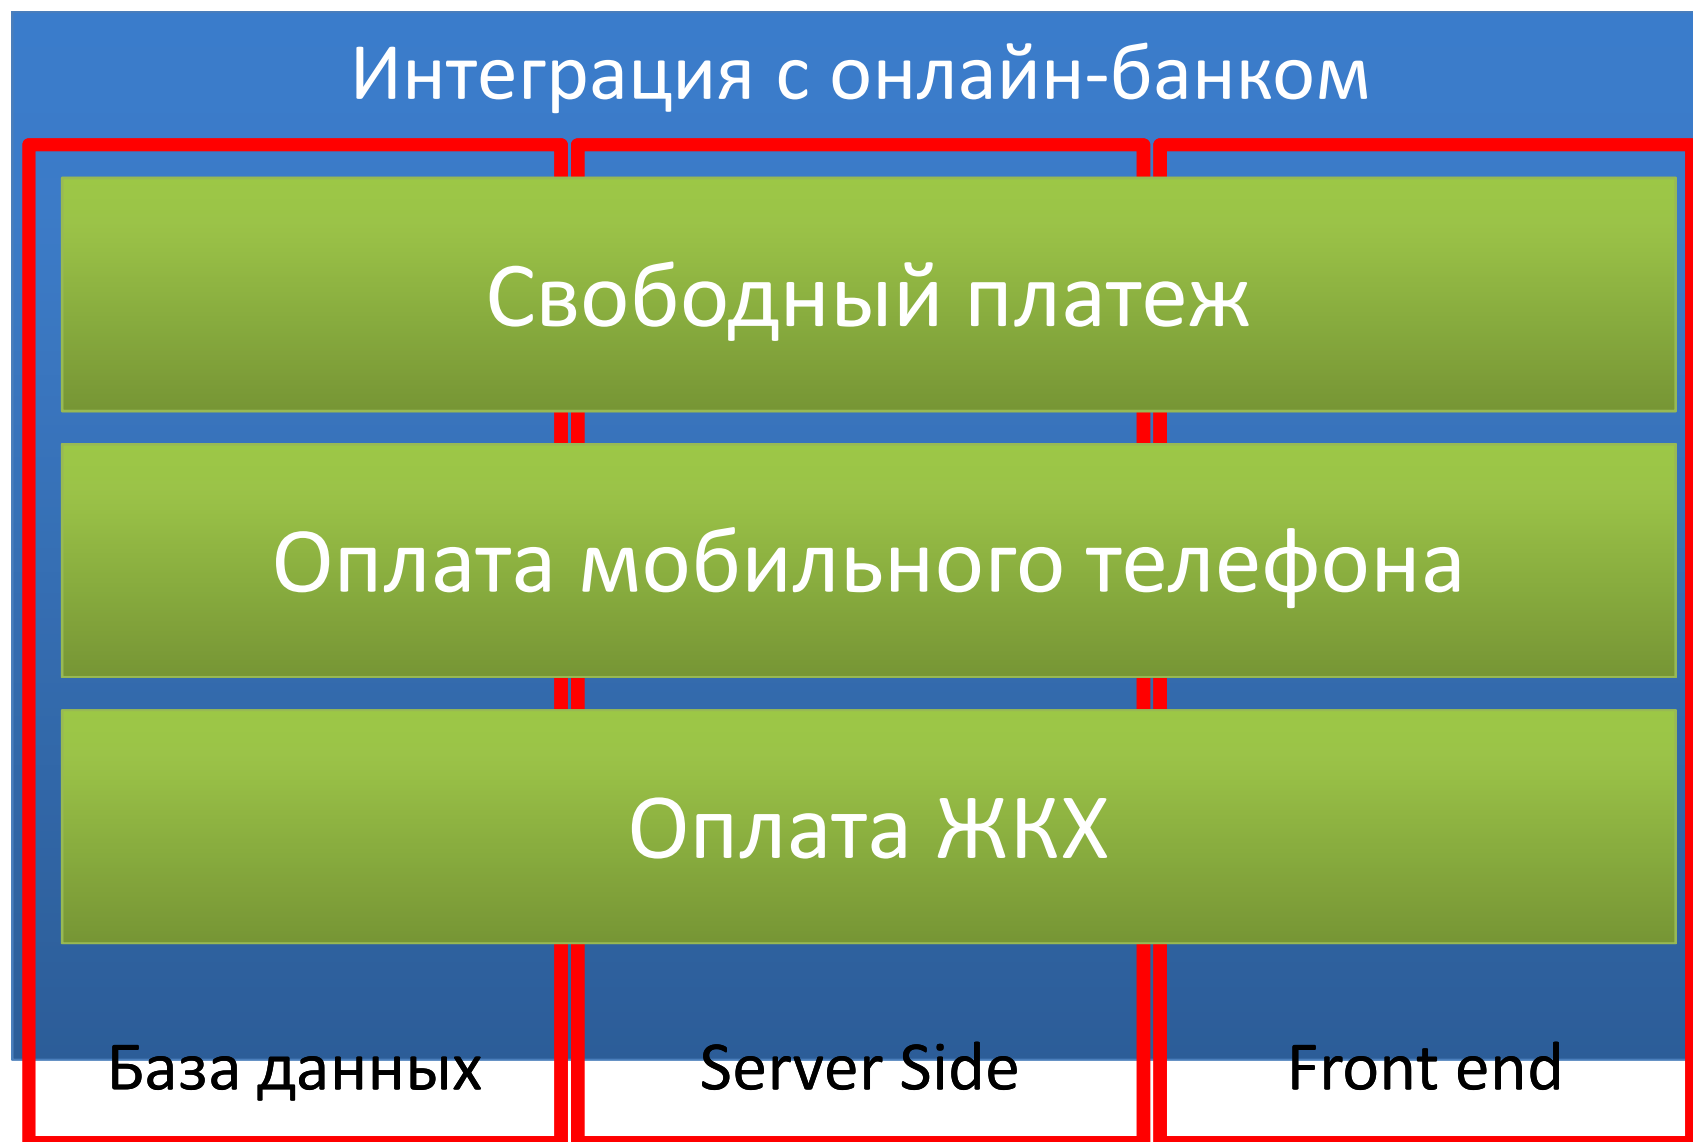 Интеграция с онлайн-банком
Свободный платеж
Оплата мобильного телефона
Оплата ЖКХ
База данных
Server Side
Front end